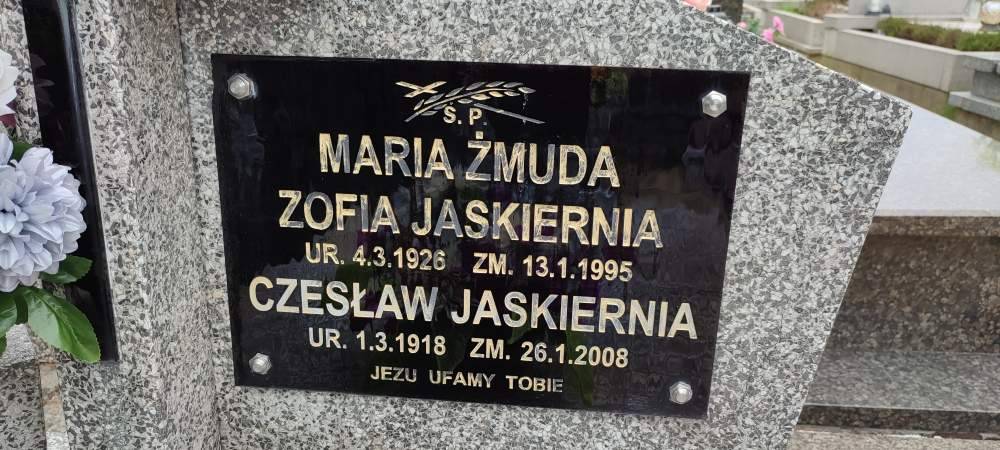 Ś. P.
MARIA ŻMUDA
ZOFIA JASKIERNIA
UR. 4.3.1926 ZM. 13.1.1995
CZESŁAW JASKIERNIA
UR. 1.3.1918 ZM. 26.1.2008
JEZU UFAMY TOBIE